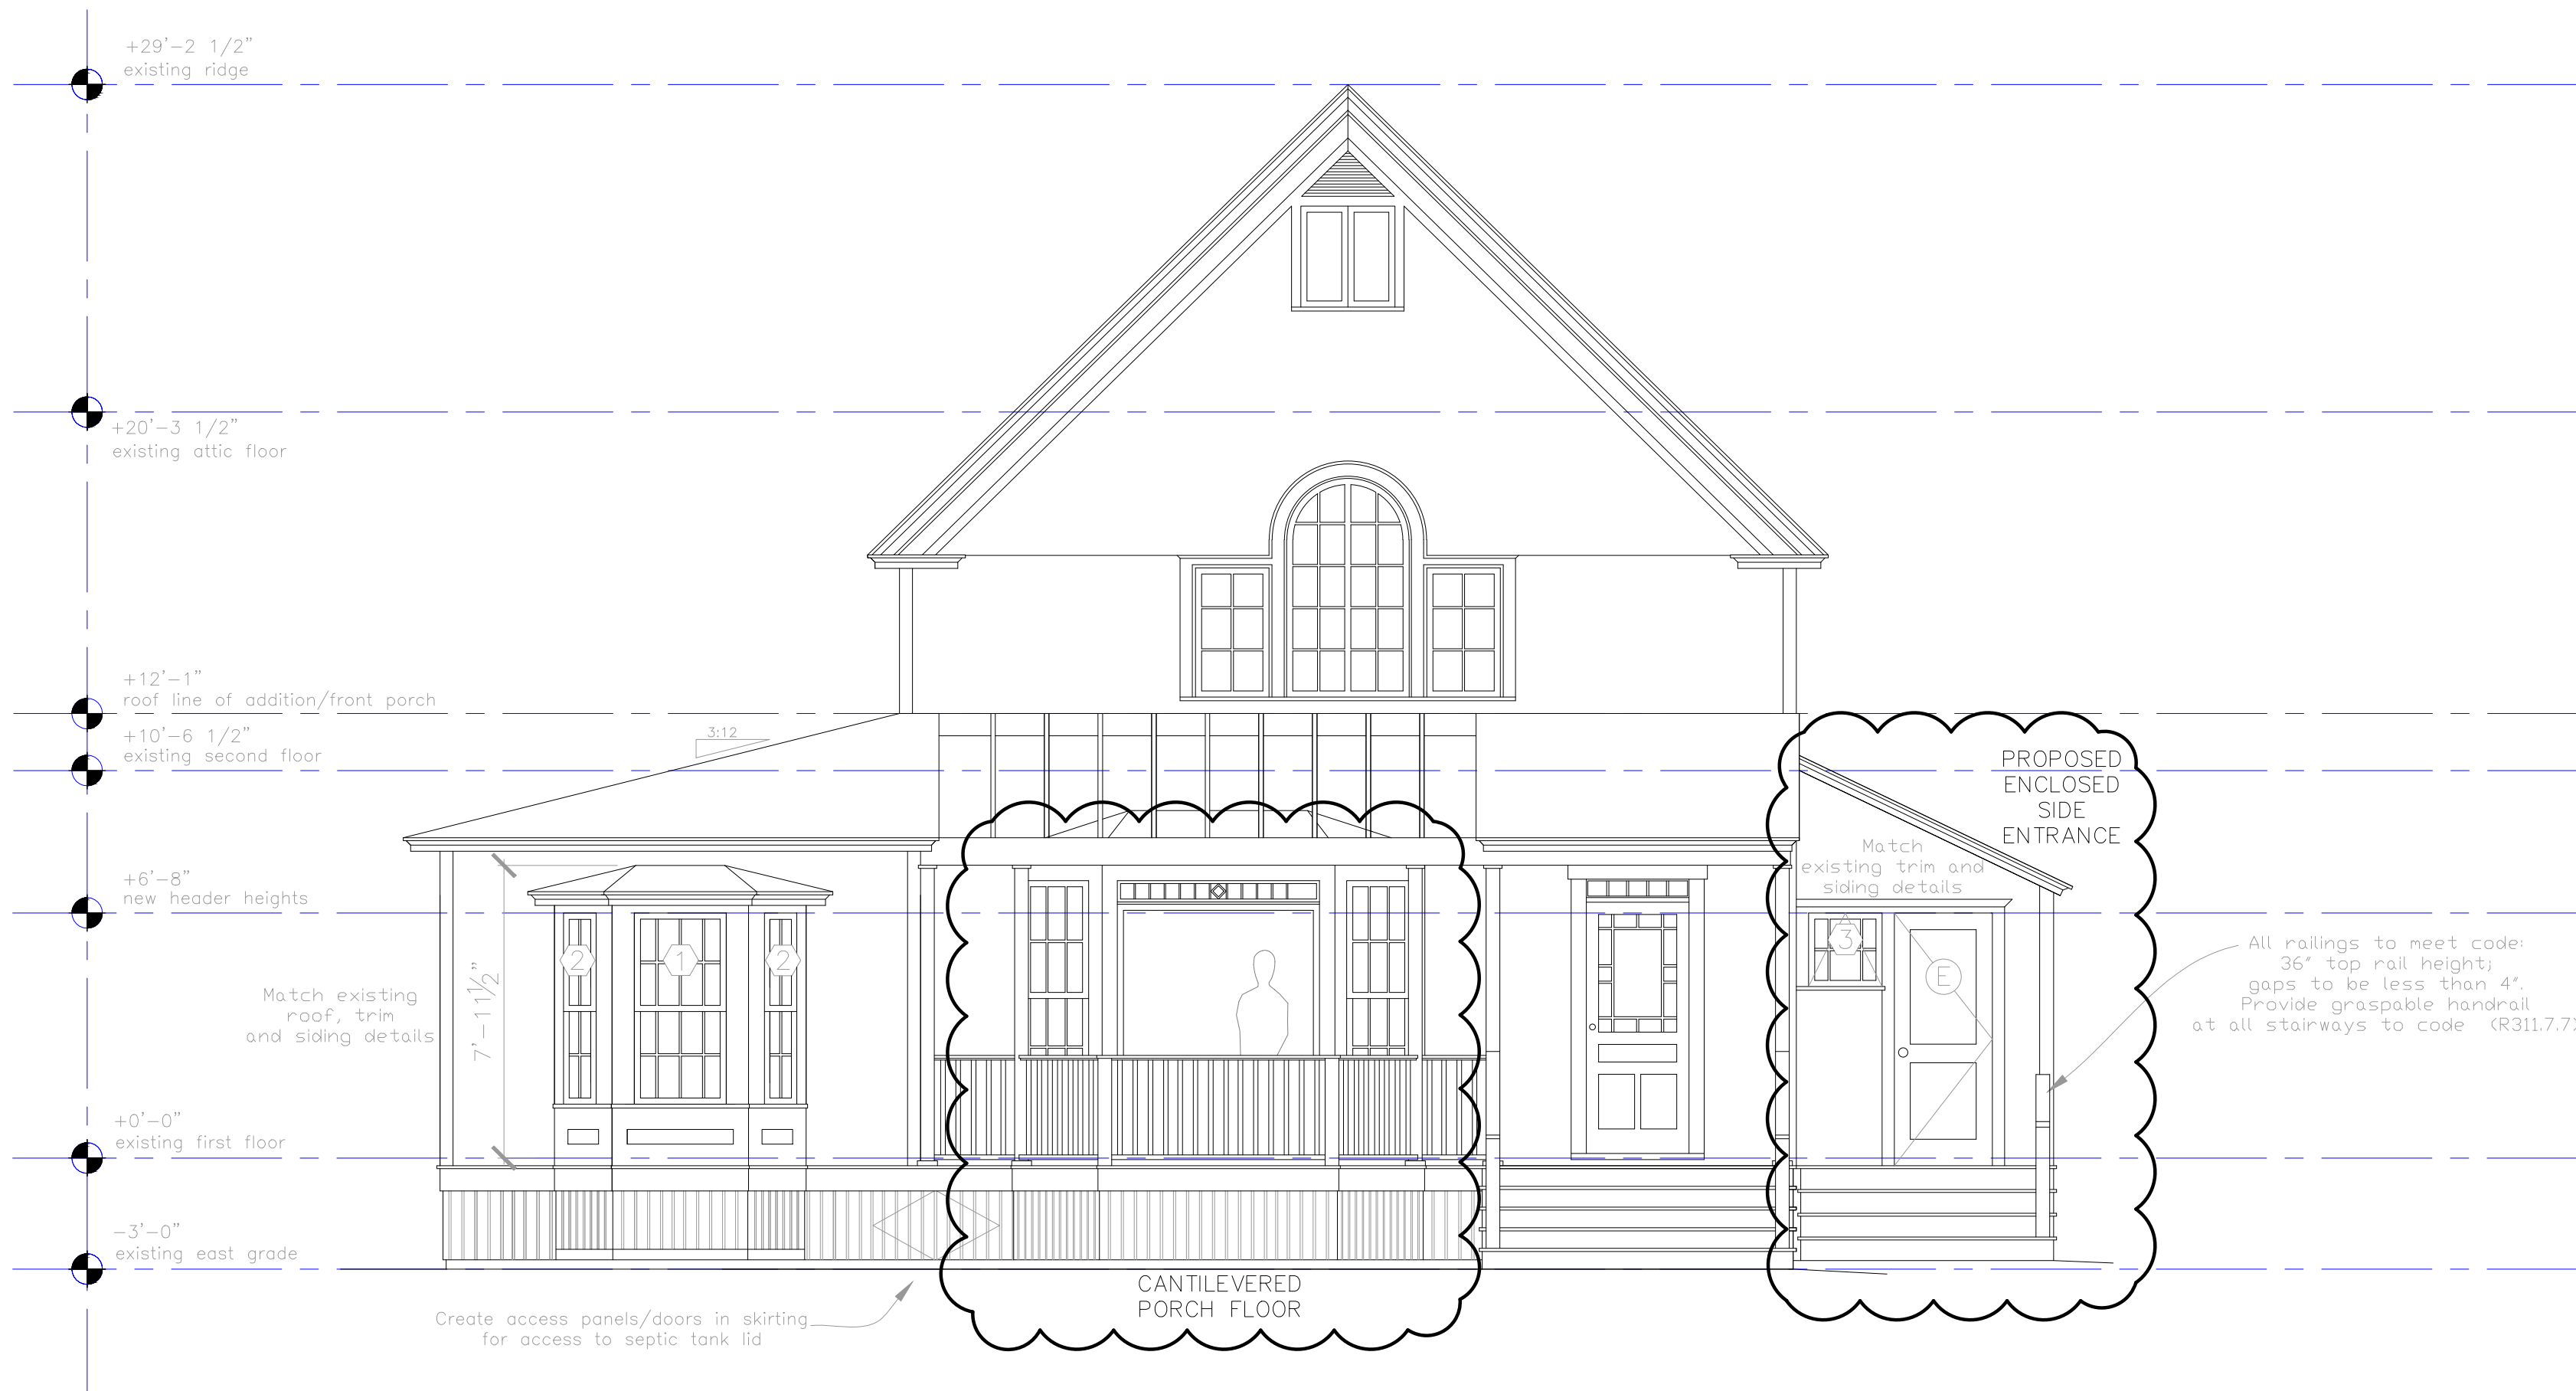 +29'-2 1/2"
existing ridge
+20'-3 1/2"
existing attic floor
+12'-1"
roof line of addition/front porch
+10'-6 1/2"
existing second floor
3:12
PROPOSED
ENCLOSED
SIDE
ENTRANCE
Match
existing trim and
siding details
+6'-8"
new header heights
2
1
2
3
E
7'-11 1/2"
Match existing
roof, trim
and siding details
All railings to meet code:
36" top rail height;
gaps to be less than 4".
Provide graspable handrail
at all stairways to code (R311.7.7)
+0'-0"
existing first floor
-3'-0"
existing east grade
CANTILEVERED
PORCH FLOOR
Create access panels/doors in skirting
for access to septic tank lid